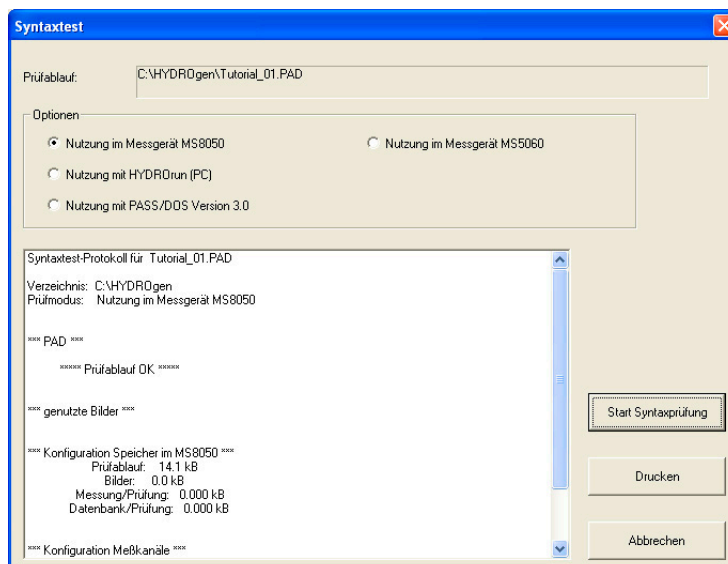 Syntaxtest
Prüfablauf:
C:\HYDROgen\Tutorial_01.PAD
Optionen
Nutzung im Messgerät MS8050
Nutzung im Messgerät MS5060
Nutzung mit HYDROrun (PC)
Nutzung mit PASS/DOS Version 3.0
Syntaxtest-Protokoll für Tutorial_01.PAD
Verzeichnis: C:\HYDROgen
Prüfmodus: Nutzung im Messgerät MS8050
*** PAD ***
***** Prüfablauf OK *****
*** genutzte Bilder ***
*** Konfiguration Speicher im MS8050 ***
Prüfablauf: 14.1 kB
Bilder: 0.0 kB
Messung/Prüfung: 0.000 kB
Datenbank/Prüfung: 0.000 kB
*** Konfiguration Meßkanäle ***
Start Syntaxprüfung
Drucken
Abbrechen